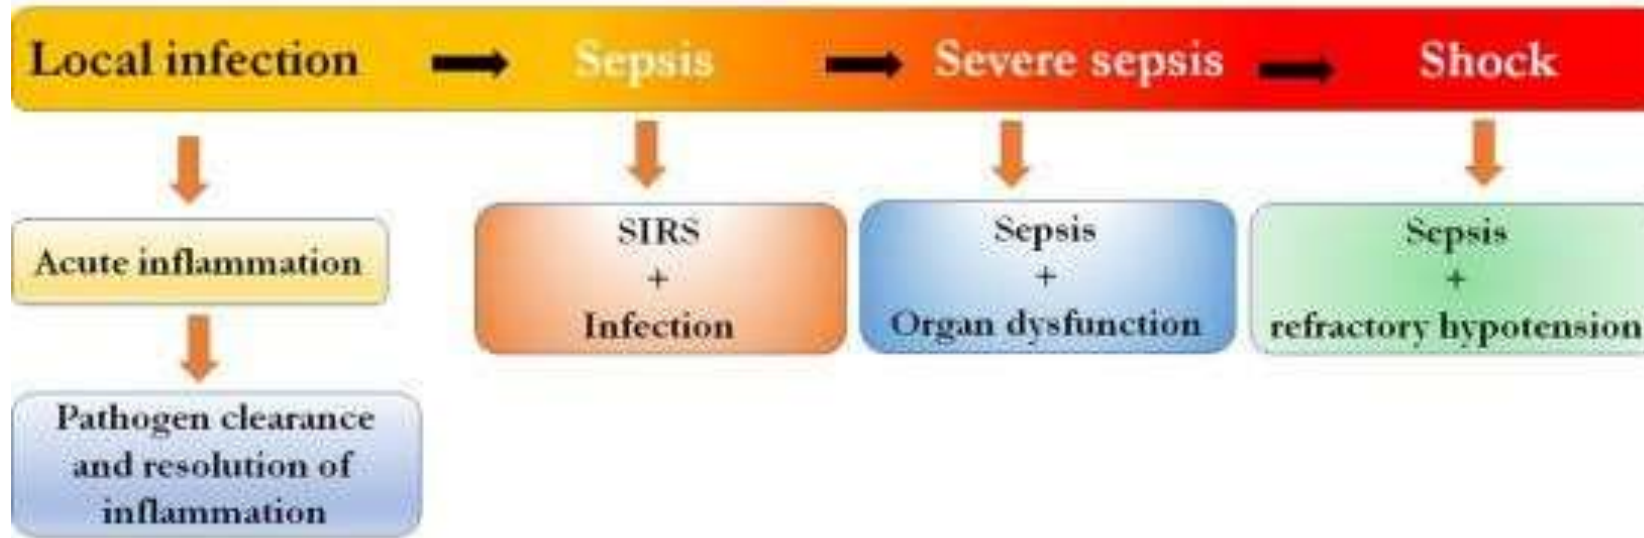 Local infection
Sepsis
Severe sepsis
Shock
Acute inflammation
Pathogen clearance
and resolution of
inflammation
SIRS
+
Infection
Sepsis
+
Organ dysfunction
Sepsis
+
refractory hypotension